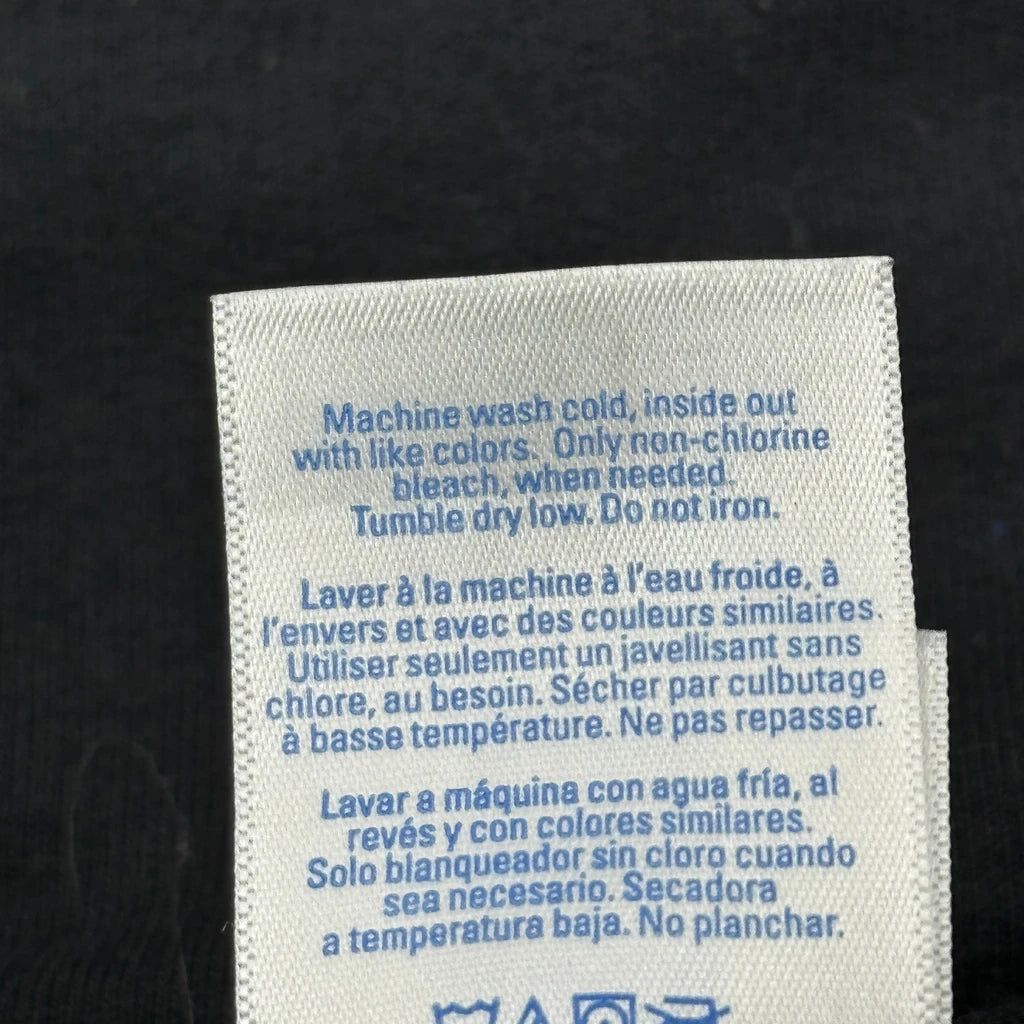 Machine wash cold, inside out
with like colors. Only non-chlorine
bleach, when needed.
Tumble dry low. Do not iron.
Laver à la machine à l'eau froide, à
l'envers et avec des couleurs similaires.
Utiliser seulement un javellisant sans
chlore, au besoin. Sécher par culbutage
à basse température. Ne pas repasser.
Lavar a máquina con agua fría, al
revés y con colores similares.
Solo blanqueador sin cloro cuando
sea necesario. Secadora
a temperatura baja. No planchar.